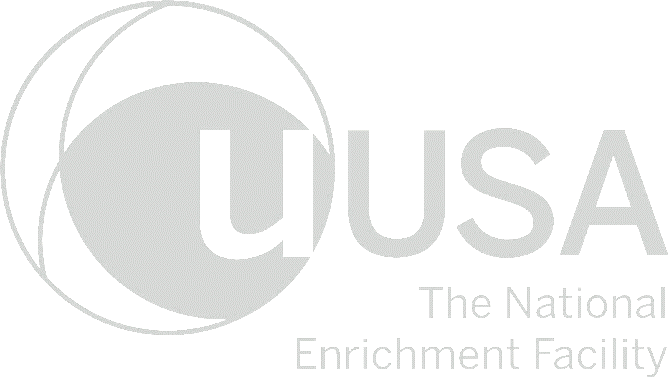 uUSA
The National
Enrichment Facility